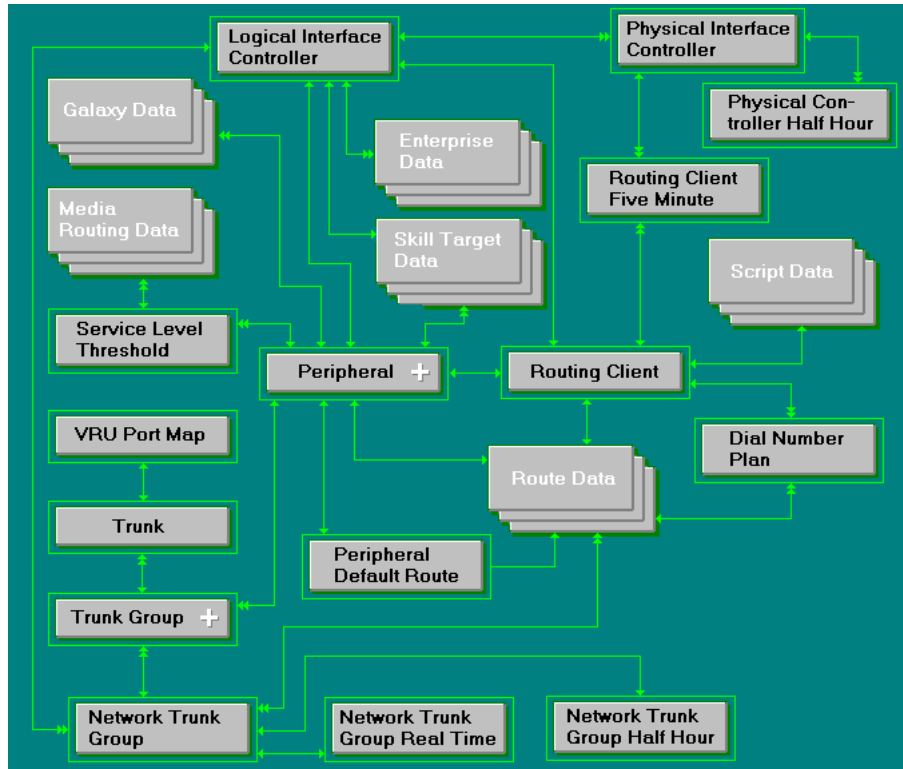 Logical Interface
Controller
Physical Interface
Controller
Galaxy Data
Physical Con-
troller Half Hour
Enterprise
Data
Routing Client
Five Minute
Media
Routing Data
Skill Target
Data
Script Data
Service Level
Threshold
Peripheral +
Routing Client
VRU Port Map
Dial Number
Plan
Route Data
Trunk
Peripheral
Default Route
Trunk Group +
Network Trunk
Group
Network Trunk
Group Real Time
Network Trunk
Group Half Hour